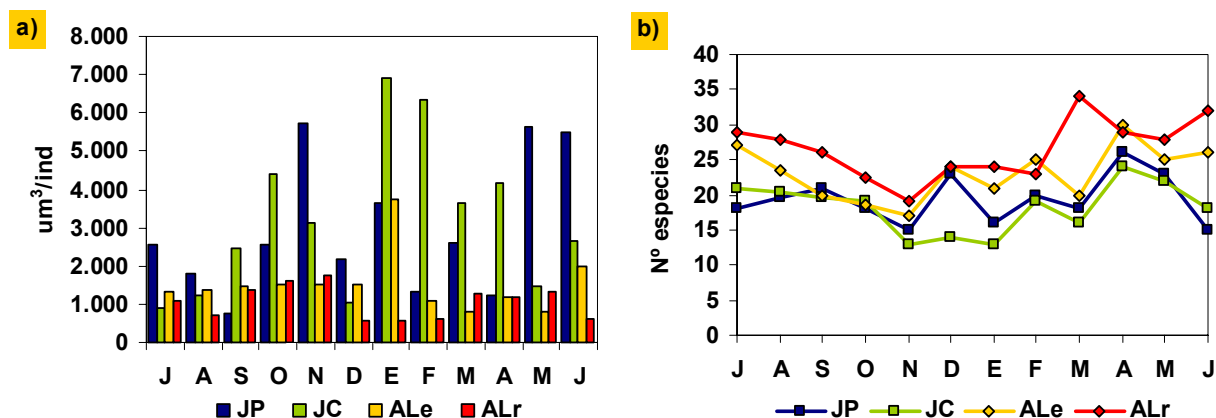 a)
um³/ind
8.000
7.000
6.000
5.000
4.000
3.000
2.000
1.000
0
J A S O N D E F M A M J
JP JC ALe ALr
b)
Nº especies
40
35
30
25
20
15
10
5
0
J A S O N D E F M A M J
JP JC ALe ALr